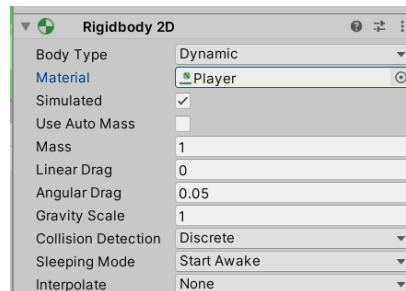 Rigidbody 2D
Body Type Dynamic
Material Player
Simulated
Use Auto Mass
Mass 1
Linear Drag 0
Angular Drag 0.05
Gravity Scale 1
Collision Detection Discrete
Sleeping Mode Start Awake
Interpolate None